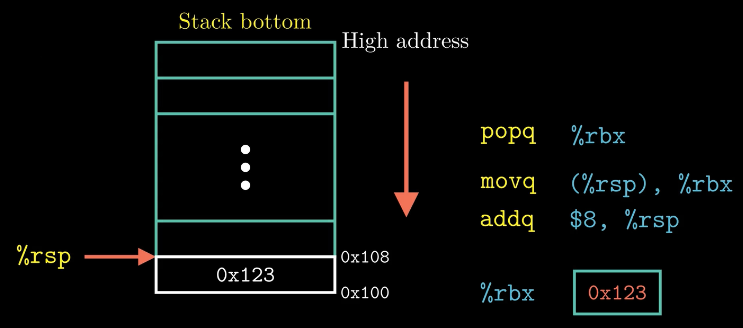 Stack bottom
High address
popq %rbx
movq (%rsp), %rbx
addq $8, %rsp
%rsp
0x108
0x123
0x100
%rbx 0x123